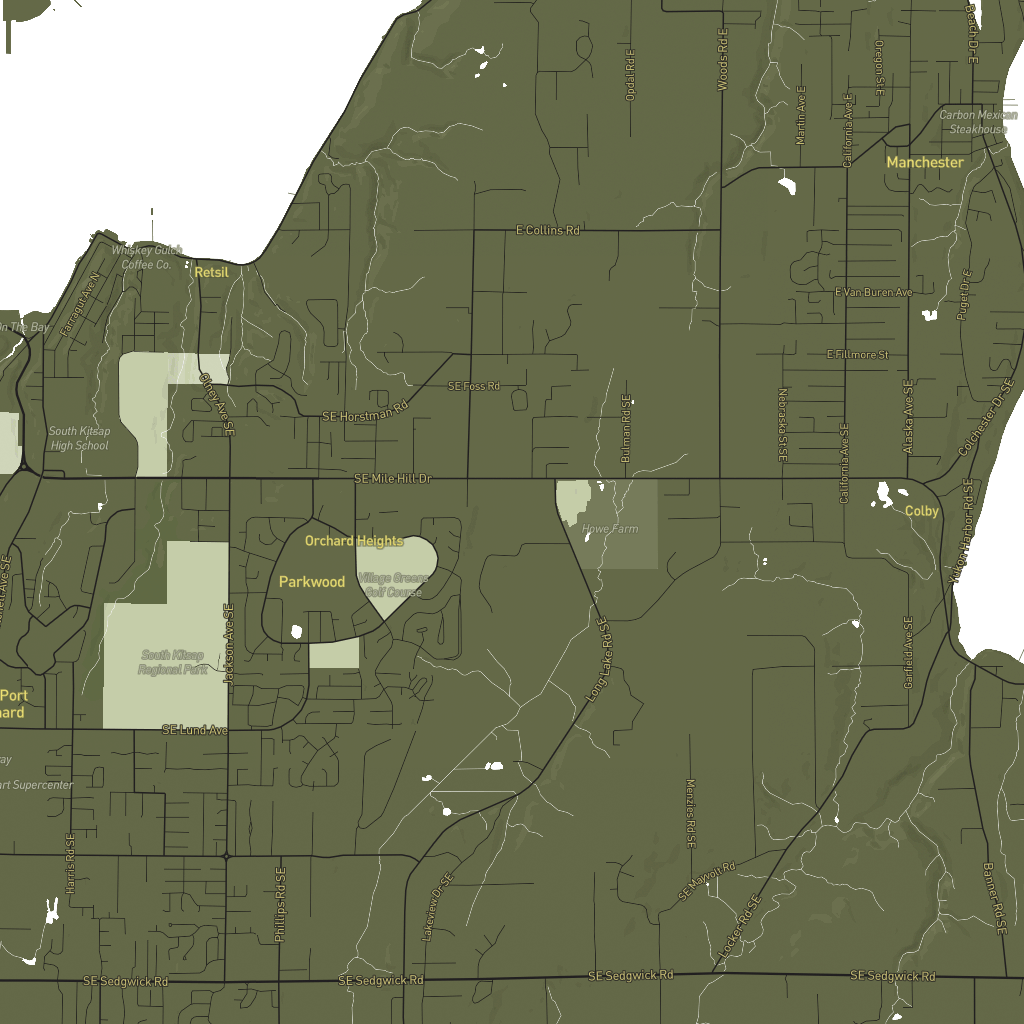 Beach Dr E
Oregon St E
Opdal Rd E
Woods Rd E
Martin Ave E
California Ave E
Carbon Mexican
Steakhouse
Manchester
E Collins Rd
Whiskey Gulch
Coffee Co.
Retsil
Farragut Ave N
Puget Dr E
E Van Buren Ave
On The Bay
E Fillmore St
SE Foss Rd
Olney Ave SE
SE Horstman Rd
Bulman Rd SE
Nebraska St SE
Alaska Ave SE
Colchester Dr SE
South Kitsap
High School
California Ave SE
SE Mile Hill Dr
Colby
Yukon Harbor Rd SE
Howe Farm
Orchard Heights
Parkwood
Village Greens
Golf Course
Jackson Ave SE
South Kitsap
Regional Park
Long Lake Rd SE
Garfield Ave SE
Port
SE Lund Ave
Menzies Rd SE
Harris Rd SE
SE Mawolt Rd
Phillips Rd SE
Lakeview Dr SE
Locker Rd SE
Banner Rd SE
SE Sedgwick Rd
SE Sedgwick Rd
SE Sedgwick Rd
SE Sedgwick Rd